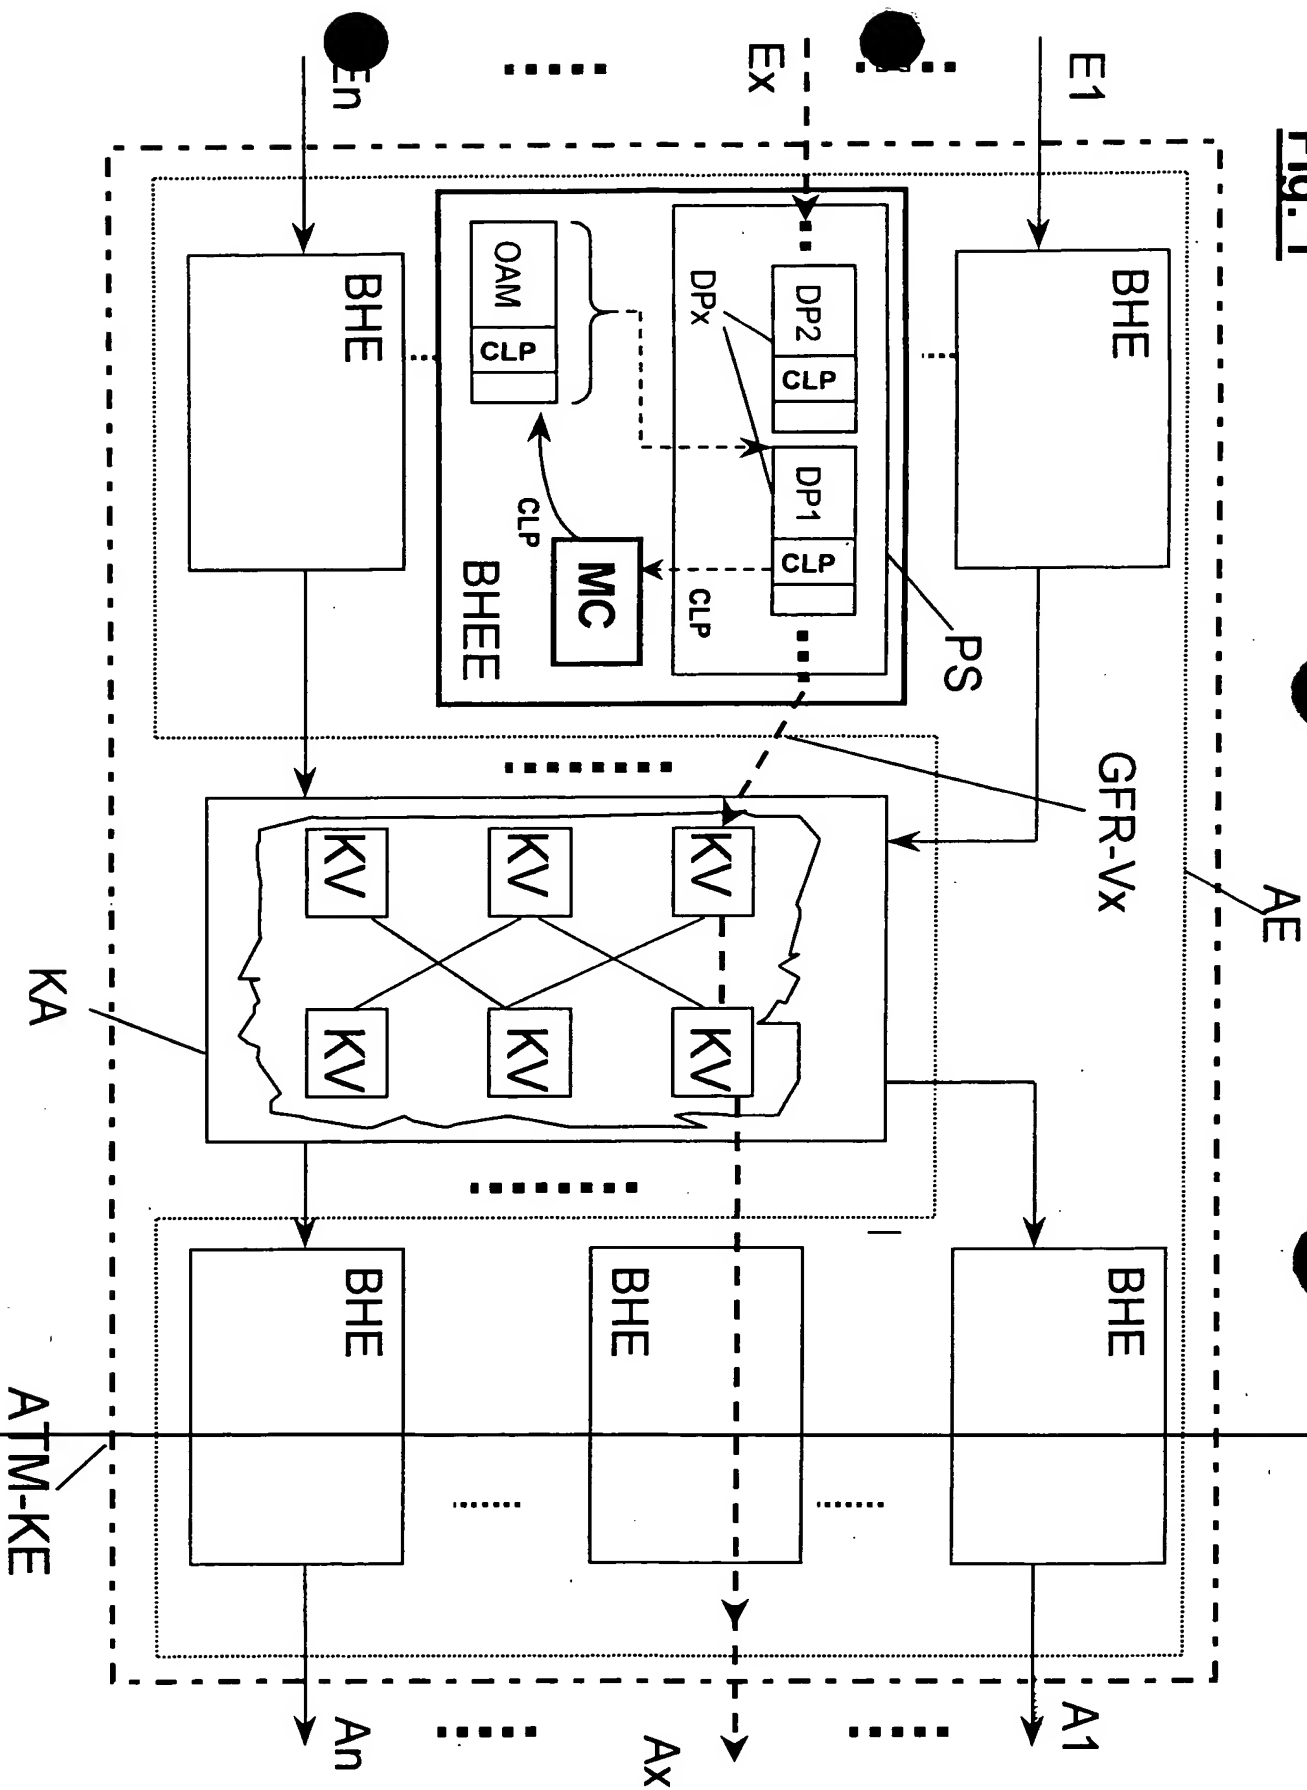 Fig. 1
E1
Ex
En
BHE
AE
PS
GFR-Vx
DP2
CLP
DP1
CLP
DPx
CLP
OAM
CLP
CLP
MC
BHEE
BHE
KV
KV
KV
KV
KV
KV
KA
BHE
BHE
BHE
A1
Ax
An
ATM-KE